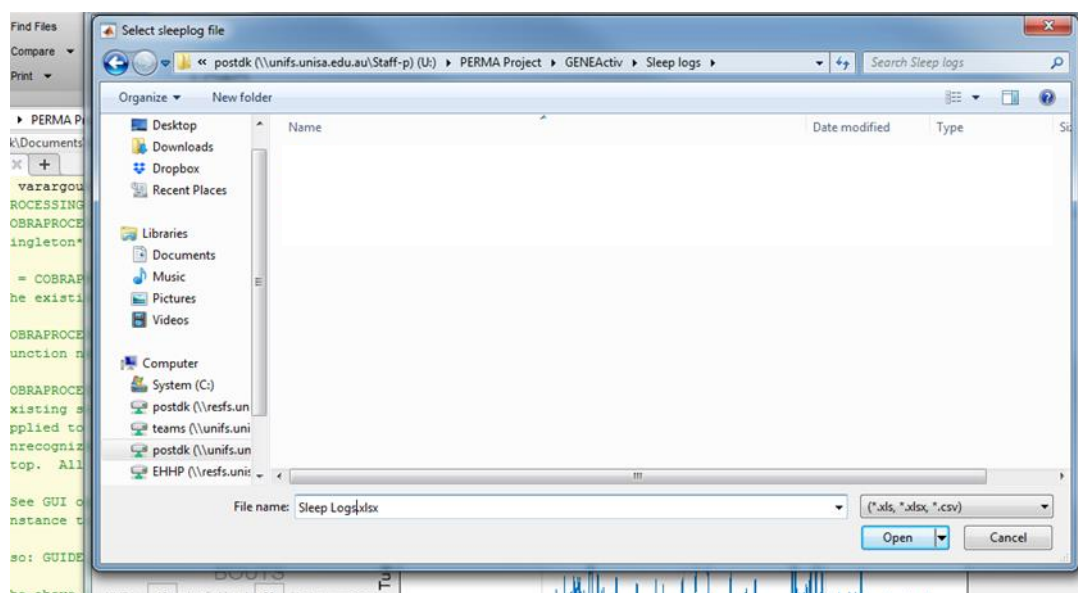 Find Files
Compare
Print
Select sleeplog file
« postdk (\\unifs.unisa.edu.au\Staff-p) (U:) PERMA Project GENEActiv Sleep logs
Search Sleep logs
Organize New folder
PERMA P
k\Documents
varargou
ROCESSING
OBRAPROCE
ingleton*
= COBRAP
he existi
OBRAPROCE
unction n
OBRAPROCE
xisting s
pplied to
nrecogniz
top. All
See GUI o
nstance t
so: GUIDE
Desktop
Downloads
Dropbox
Recent Places
Libraries
Documents
Music
Pictures
Videos
Computer
System (C:)
postdk (\\resfs.un
teams (\\unifs.uni
postdk (\\unifs.un
EHHP (\\resfs.unis
Name Date modified Type
File name: Sleep Logs.xlsx (*.xls, *.xlsx, *.csv)
Open Cancel
BOUTS